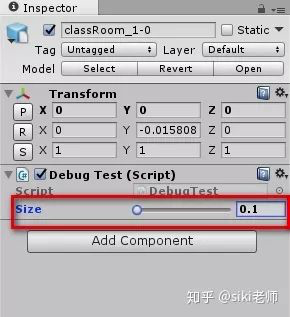 Inspector
classRoom_1-0 Static
Tag Untagged Layer Default
Model Select Revert Open
Transform
P X 0 Y 0 Z 0
R X 0 Y -0.015808 Z 0
S X 1 Y 1 Z 1
Debug Test (Script)
Script DebugTest
Size 0.1
Add Component
知乎 @siki老师